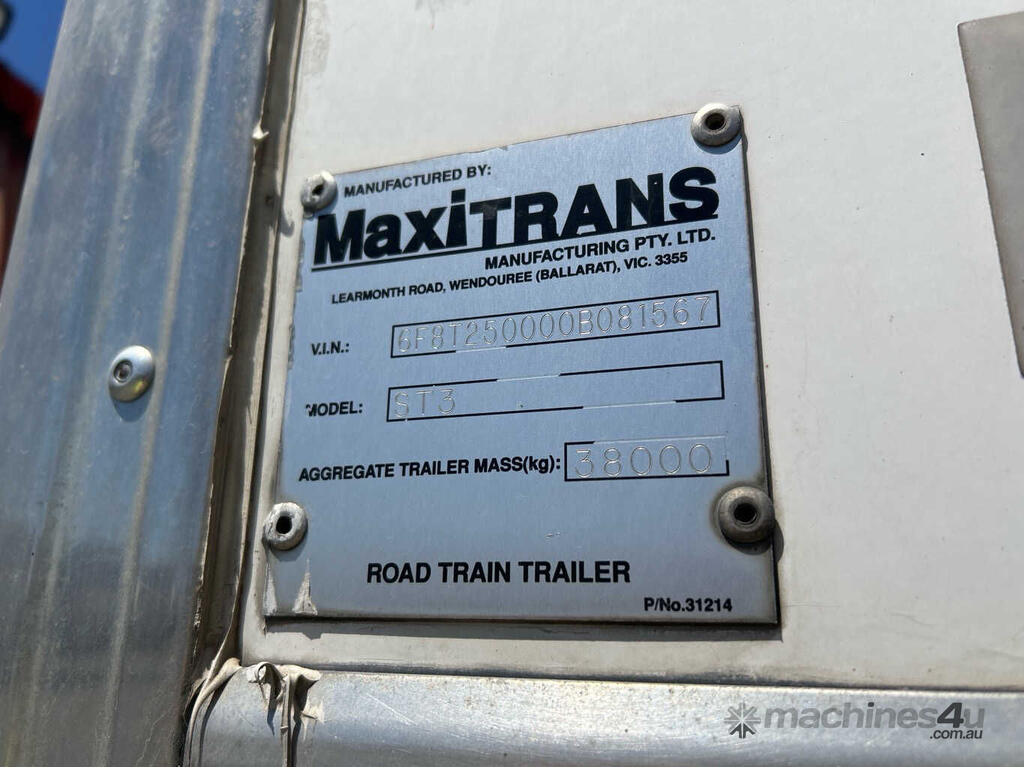 MANUFACTURED BY:
MaxiTRANS
MANUFACTURING PTY. LTD.
LEARMONTH ROAD, WENDOUREE (BALLARAT), VIC. 3355
V.I.N.: 6F8T250000B081567
MODEL: ST3
AGGREGATE TRAILER MASS(kg): 38000
ROAD TRAIN TRAILER
P/No.31214
machines4u
.com.au